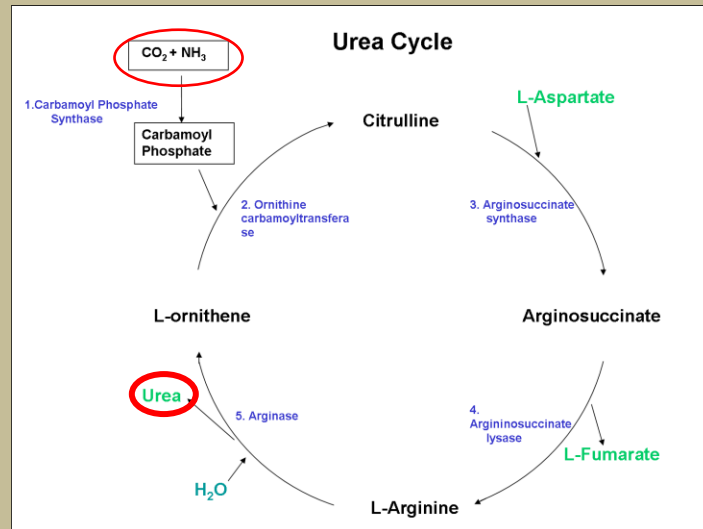 Urea Cycle
CO₂ + NH₃
1.Carbamoyl Phosphate
Synthase
Carbamoyl
Phosphate
L-Aspartate
Citrulline
2. Ornithine
carbamoyltransfera
se
3. Arginosuccinate
synthase
L-ornithene
Arginosuccinate
Urea
5. Arginase
4.
Argininosuccinate
lysase
L-Fumarate
H₂O
L-Arginine